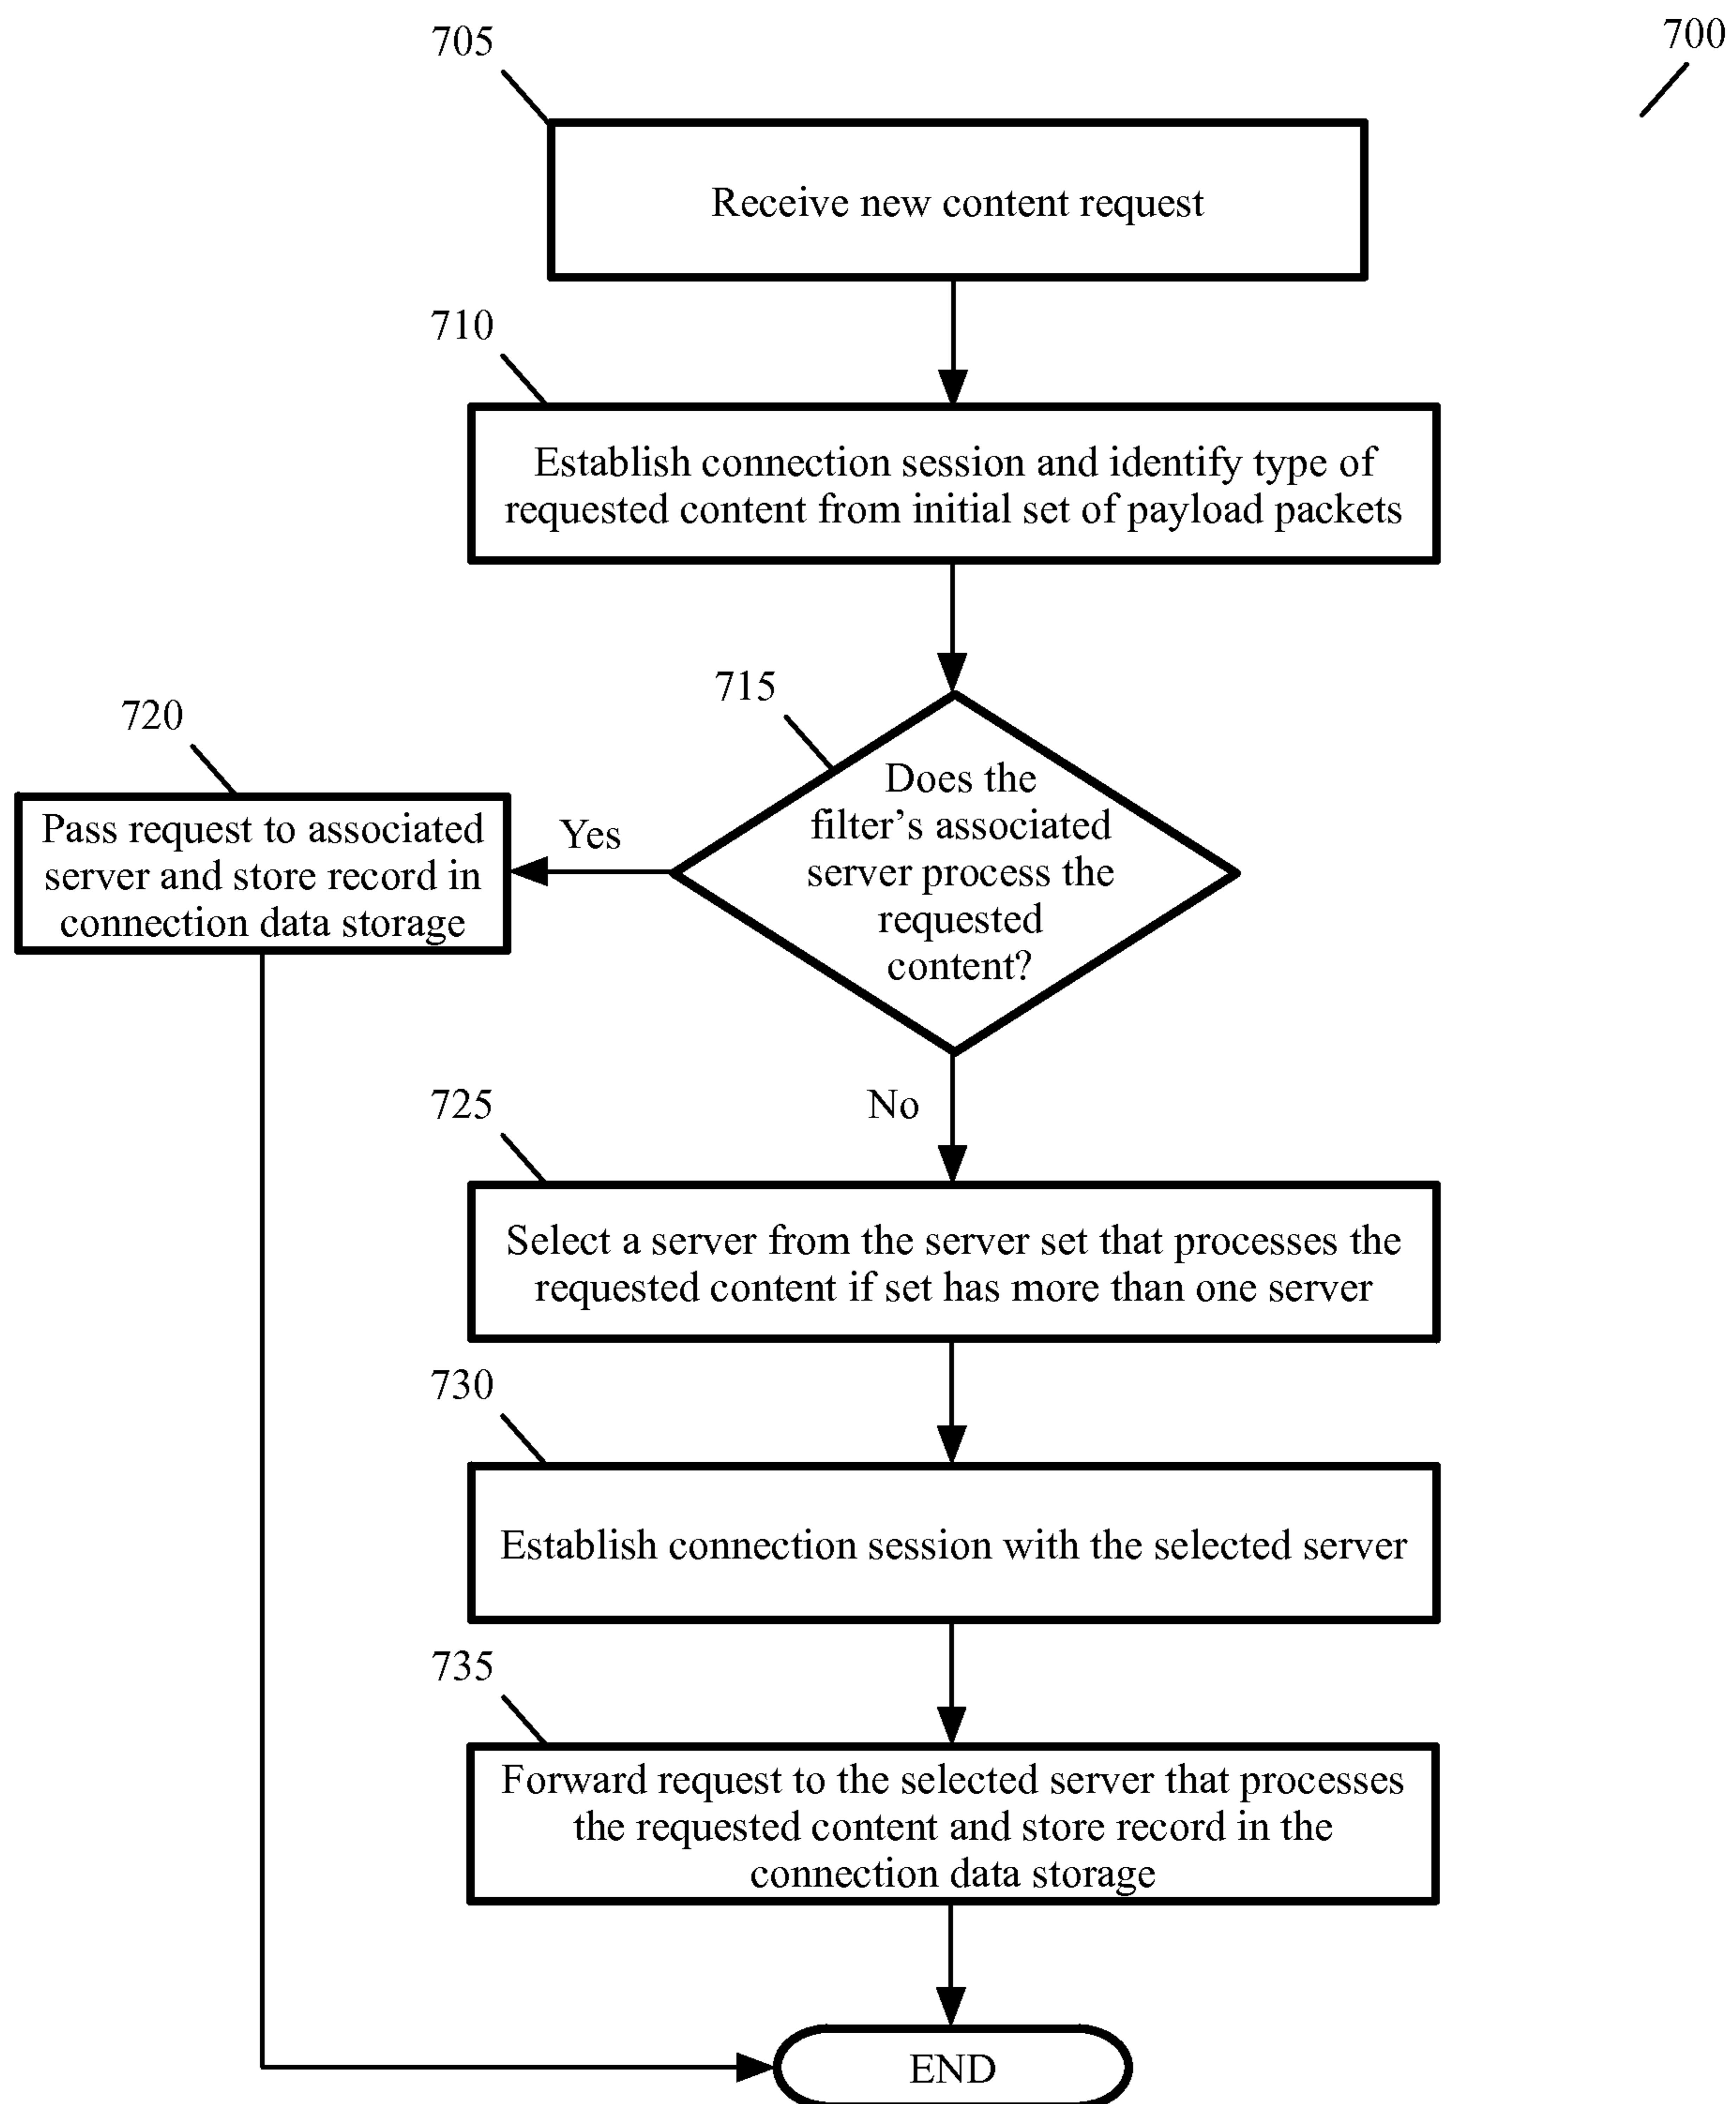 705
700
Receive new content request
710
Establish connection session and identify type of
requested content from initial set of payload packets
715
Does the
filter’s associated
server process the
requested
content?
720
Yes
Pass request to associated
server and store record in
connection data storage
No
725
Select a server from the server set that processes the
requested content if set has more than one server
730
Establish connection session with the selected server
735
Forward request to the selected server that processes
the requested content and store record in the
connection data storage
END